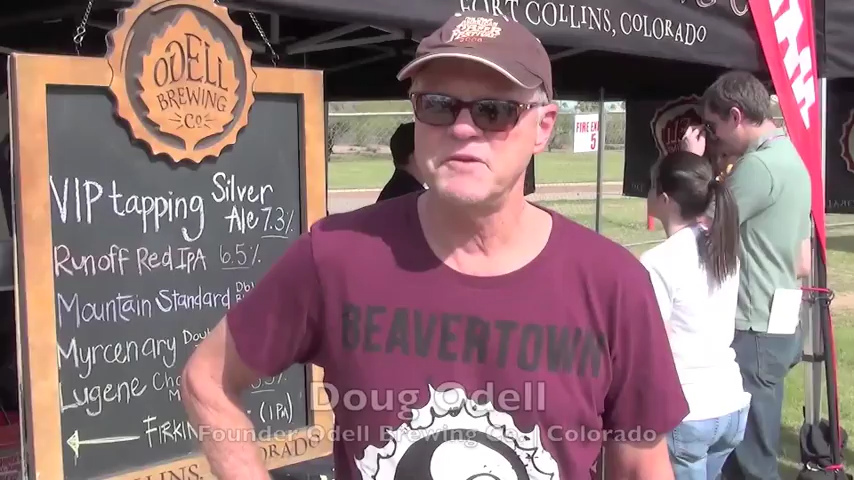 FORT COLLINS, COLORADO
ODELL
BREWING
Co
VIP tapping Silver
Ale 7.3%
Runoff Red IPA 6.5%
Mountain Standard
Myrcenary
Lugene
FIRKIN (IPA)
FIRE EX
5
BEAVERTOWN
Doug Odell
Founder Odell Brewing Co. | Colorado